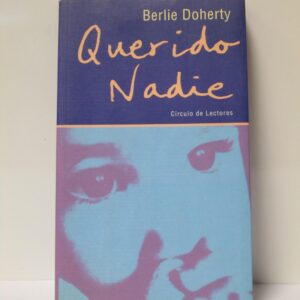 Berlie Doherty
Querido
Nadie
Círculo de Lectores